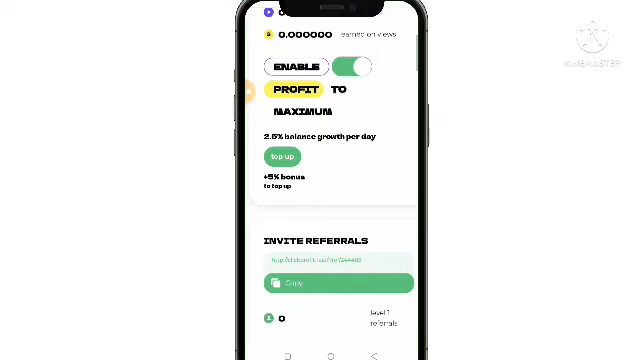 0.000000 earned on views
ENABLE
PROFIT TO
MAXIMUM
2.5% balance growth per day
top up
+5% bonus
to top up
INVITE REFERRALS
Copy
0
level 1
referrals
KINEMASTER